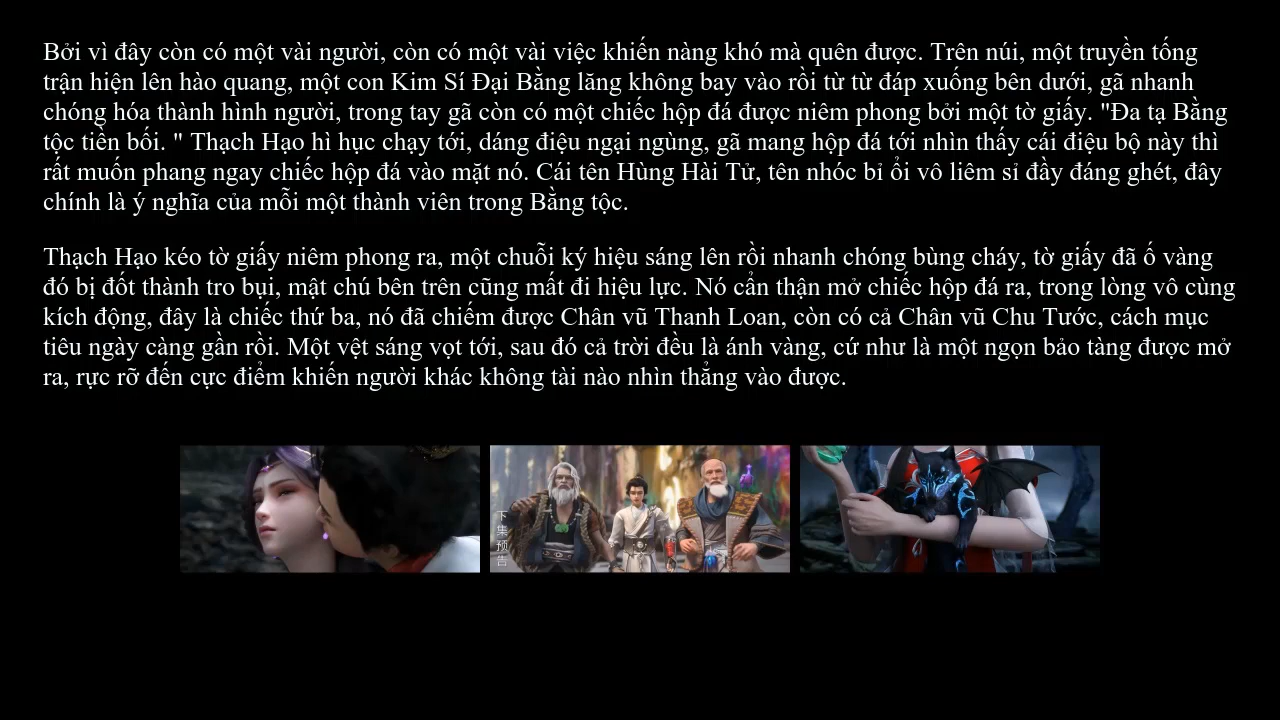 Bởi vì đây còn có một vài người, còn có một vài việc khiến nàng khó mà quên được. Trên núi, một truyền tống
trận hiện lên hào quang, một con Kim Sí Đại Bằng lăng không bay vào rồi từ từ đáp xuống bên dưới, gã nhanh
chóng hóa thành hình người, trong tay gã còn có một chiếc hộp đá được niêm phong bởi một tờ giấy. "Đa tạ Bằng
tộc tiền bối. " Thạch Hạo hì hục chạy tới, dáng điệu ngại ngùng, gã mang hộp đá tới nhìn thấy cái điệu bộ này thì
rất muốn phang ngay chiếc hộp đá vào mặt nó. Cái tên Hùng Hài Tử, tên nhóc bỉ ổi vô liêm sỉ đầy đáng ghét, đây
chính là ý nghĩa của mỗi một thành viên trong Bằng tộc.
Thạch Hạo kéo tờ giấy niêm phong ra, một chuỗi ký hiệu sáng lên rồi nhanh chóng bùng cháy, tờ giấy đã ố vàng
đó bị đốt thành tro bụi, mật chú bên trên cũng mất đi hiệu lực. Nó cẩn thận mở chiếc hộp đá ra, trong lòng vô cùng
kích động, đây là chiếc thứ ba, nó đã chiếm được Chân vũ Thanh Loan, còn có cả Chân vũ Chu Tước, cách mục
tiêu ngày càng gần rồi. Một vệt sáng vọt tới, sau đó cả trời đều là ánh vàng, cứ như là một ngọn bảo tàng được mở
ra, rực rỡ đến cực điểm khiến người khác không tài nào nhìn thẳng vào được.
下集预告